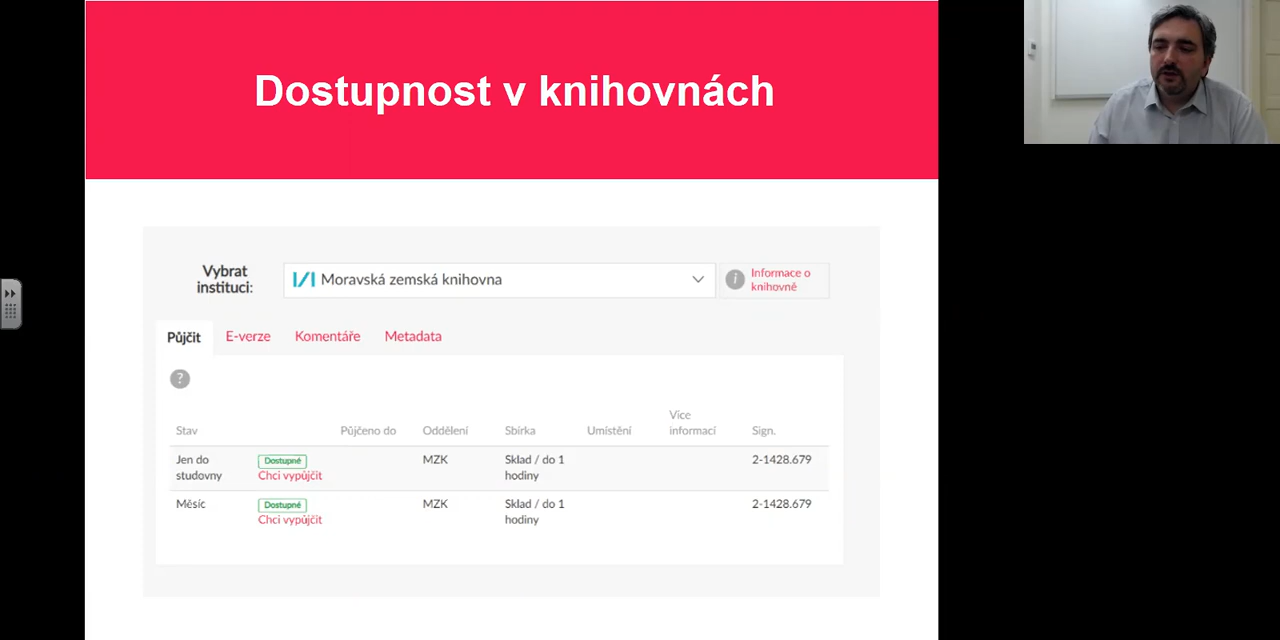 Dostupnost v knihovnách
Vybrat
instituci:
Moravská zemská knihovna
Informace o
knihovně
Půjčit E-verze Komentáře Metadata
?
Stav Půjčeno do Oddělení Sbírka Umístění Více
informací Sign.
Jen do
studovny Dostupné
Chci vypůjčit MZK Sklad / do 1
hodiny 2-1428.679
Měsíc Dostupné
Chci vypůjčit MZK Sklad / do 1
hodiny 2-1428.679